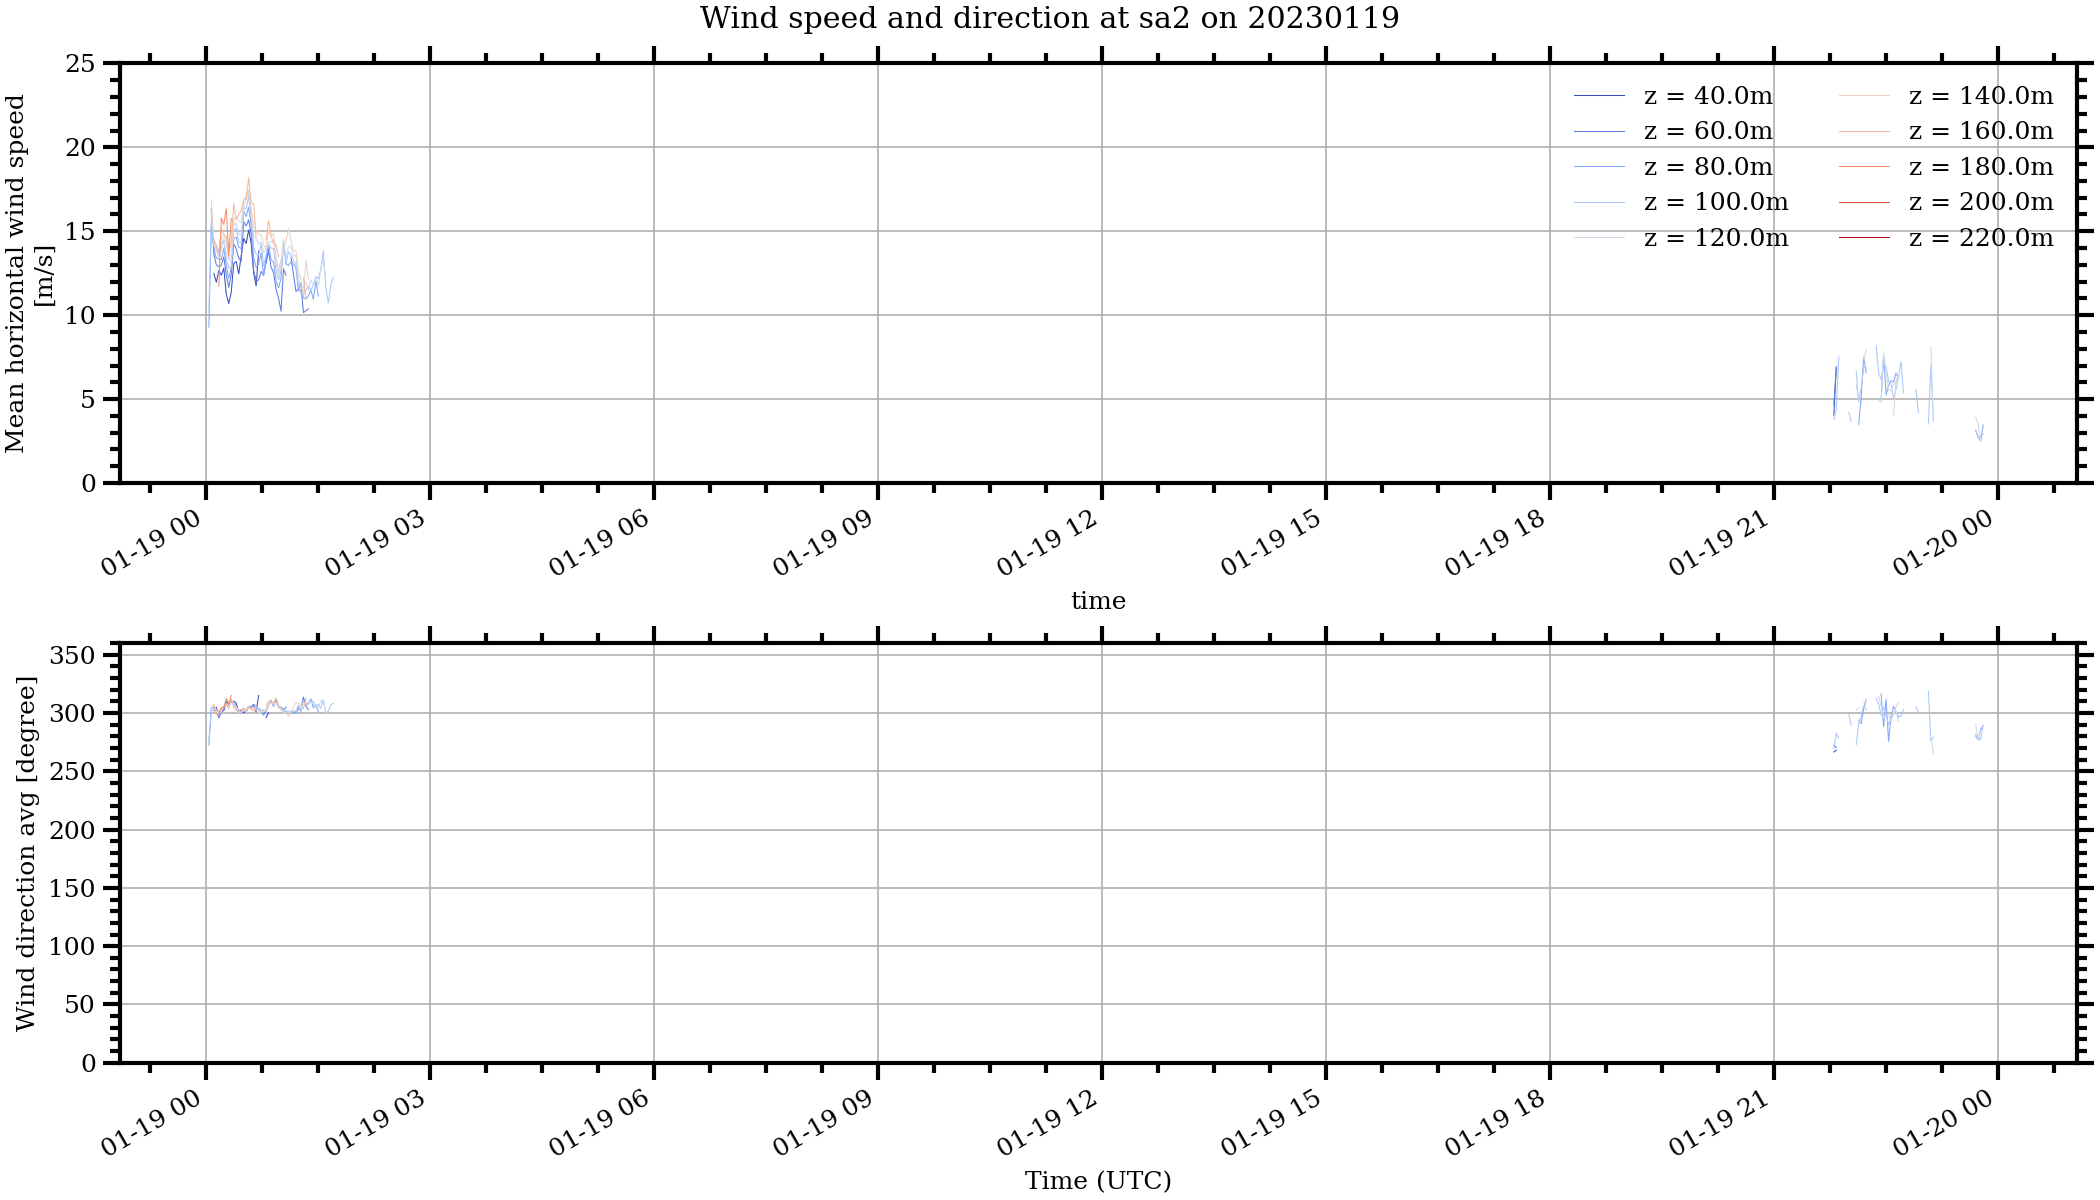 Wind speed and direction at sa2 on 20230119
Mean horizontal wind speed
[m/s]
25
20
15
10
5
0
z = 40.0m
z = 60.0m
z = 80.0m
z = 100.0m
z = 120.0m
z = 140.0m
z = 160.0m
z = 180.0m
z = 200.0m
z = 220.0m
01-19 00
01-19 03
01-19 06
01-19 09
01-19 12
01-19 15
01-19 18
01-19 21
01-20 00
time
Wind direction avg [degree]
350
300
250
200
150
100
50
0
01-19 00
01-19 03
01-19 06
01-19 09
01-19 12
01-19 15
01-19 18
01-19 21
01-20 00
Time (UTC)